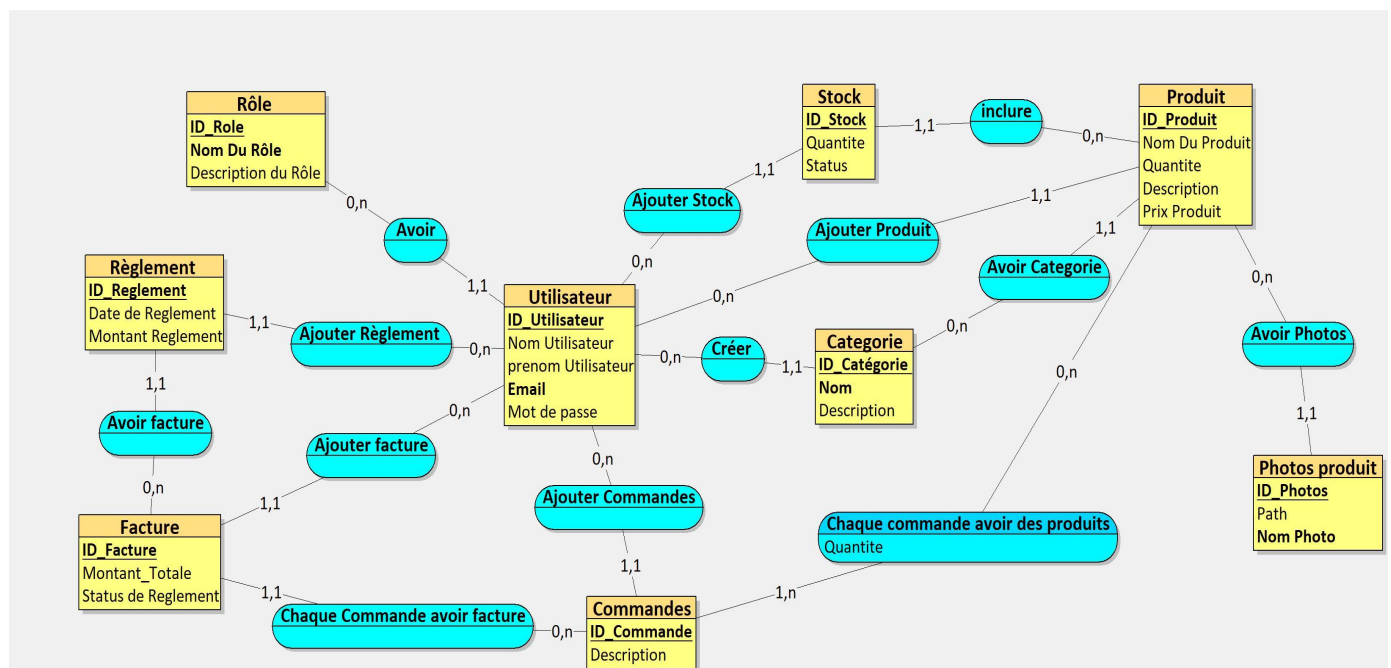 Rôle
ID_Role
Nom Du Rôle
Description du Rôle
0,n
Avoir
1,1
Stock
ID_Stock
Quantite
Status
1,1
inclure
0,n
Produit
ID_Produit
Nom Du Produit
Quantite
Description
Prix Produit
1,1
Ajouter Stock
0,n
1,1
Ajouter Produit
0,n
1,1
Avoir Categorie
0,n
0,n
Avoir Photos
1,1
Règlement
ID_Reglement
Date de Reglement
Montant Reglement
1,1
Ajouter Règlement
0,n
Utilisateur
ID_Utilisateur
Nom Utilisateur
prenom Utilisateur
Email
Mot de passe
0,n
Créer
1,1
Categorie
ID_Catégorie
Nom
Description
0,n
1,1
Avoir facture
0,n
0,n
Ajouter facture
1,1
0,n
Ajouter Commandes
1,1
Photos produit
ID_Photos
Path
Nom Photo
Facture
ID_Facture
Montant_Totale
Status de Reglement
Chaque commande avoir des produits
Quantite
1,n
1,1
Chaque Commande avoir facture
0,n
Commandes
ID_Commande
Description